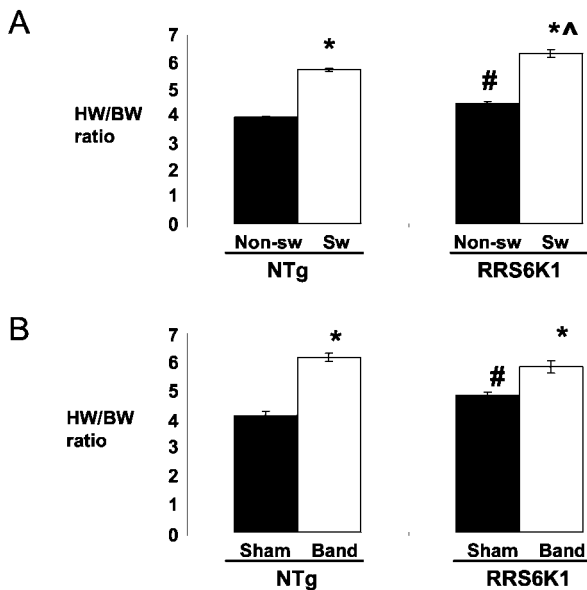 A
7
6
5
4
3
2
1
0
HW/BW
ratio
*
#
*^
Non-sw Sw Non-sw Sw
NTg RRS6K1
B
7
6
5
4
3
2
1
0
HW/BW
ratio
*
#
*
Sham Band Sham Band
NTg RRS6K1